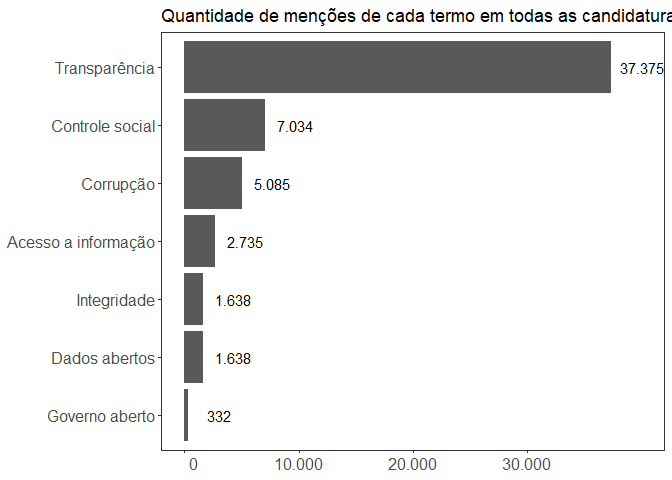 Quantidade de menções de cada termo em todas as candidatura
Transparência 37.375
Controle social 7.034
Corrupção 5.085
Acesso a informação 2.735
Integridade 1.638
Dados abertos 1.638
Governo aberto 332
0 10.000 20.000 30.000